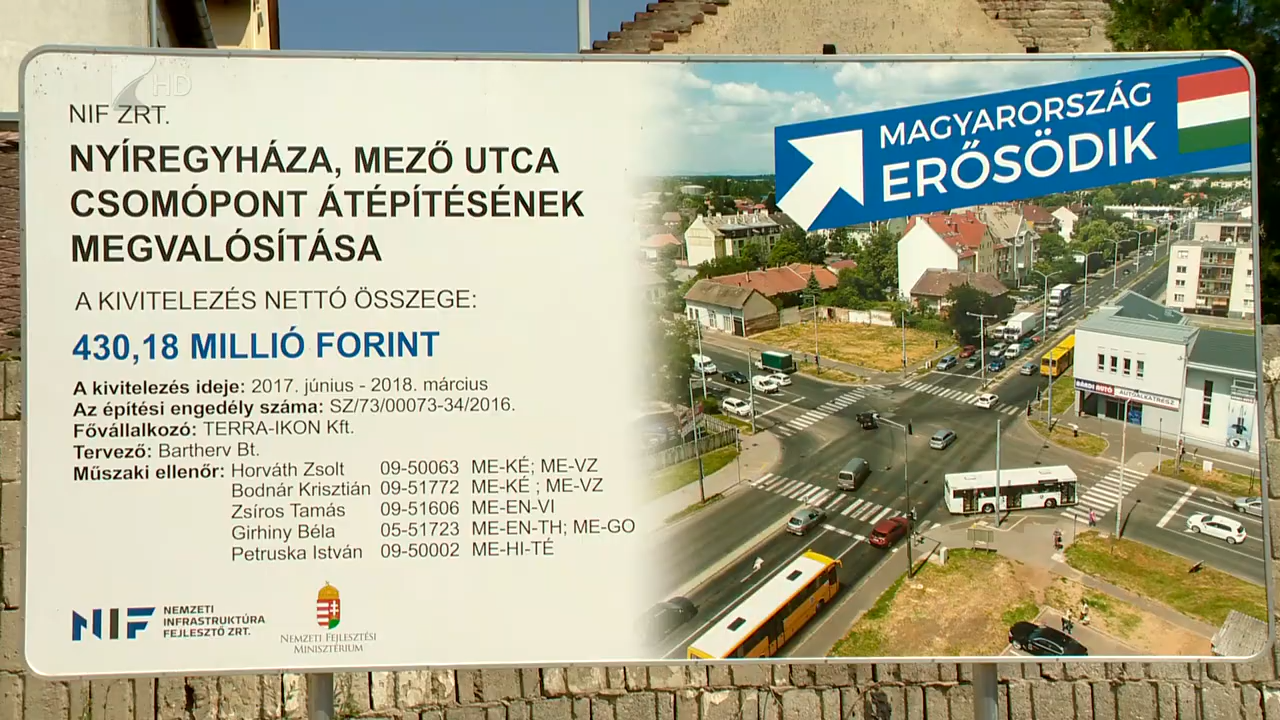 HD
NIF ZRT.
NYÍREGYHÁZA, MEZŐ UTCA
CSOMÓPONT ÁTÉPÍTÉSÉNEK
MEGVALÓSÍTÁSA
A KIVITELEZÉS NETTÓ ÖSSZEGE:
430,18 MILLIÓ FORINT
A kivitelezés ideje: 2017. június - 2018. március
Az építési engedély száma: SZ/73/00073-34/2016.
Fővállalkozó: TERRA-IKON Kft.
Tervező: Bartherv Bt.
Műszaki ellenőr: Horváth Zsolt 09-50063 ME-KÉ; ME-VZ
Bodnár Krisztián 09-51772 ME-KÉ ; ME-VZ
Zsíros Tamás 09-51606 ME-EN-VI
Girhiny Béla 05-51723 ME-EN-TH; ME-GO
Petruska István 09-50002 ME-HI-TÉ
NIF NEMZETI
INFRASTRUKTÚRA
FEJLESZTŐ ZRT.
NEMZETI FEJLESZTÉSI
MINISZTÉRIUM
MAGYARORSZÁG
ERŐSÖDIK
BÁRDI AUTÓ AUTÓALKATRÉSZ